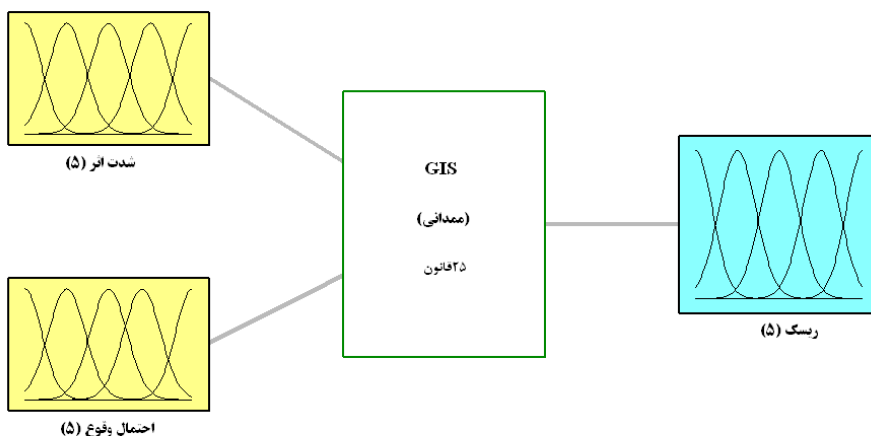 شدت اثر (۵)
GIS
(ممدانی)
۲۵قانون
ریسک (۵)
احتمال وقوع (۵)